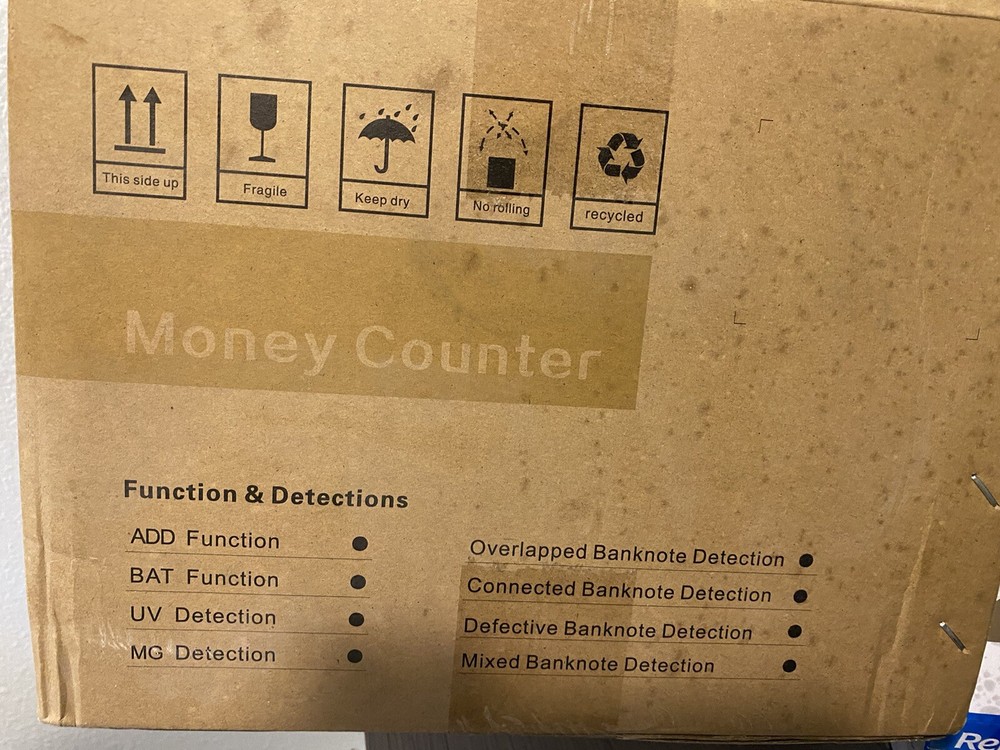 This side up
Fragile
Keep dry
No rolling
recycled
Money Counter
Function & Detections
ADD Function
BAT Function
UV Detection
MG Detection
Overlapped Banknote Detection
Connected Banknote Detection
Defective Banknote Detection
Mixed Banknote Detection